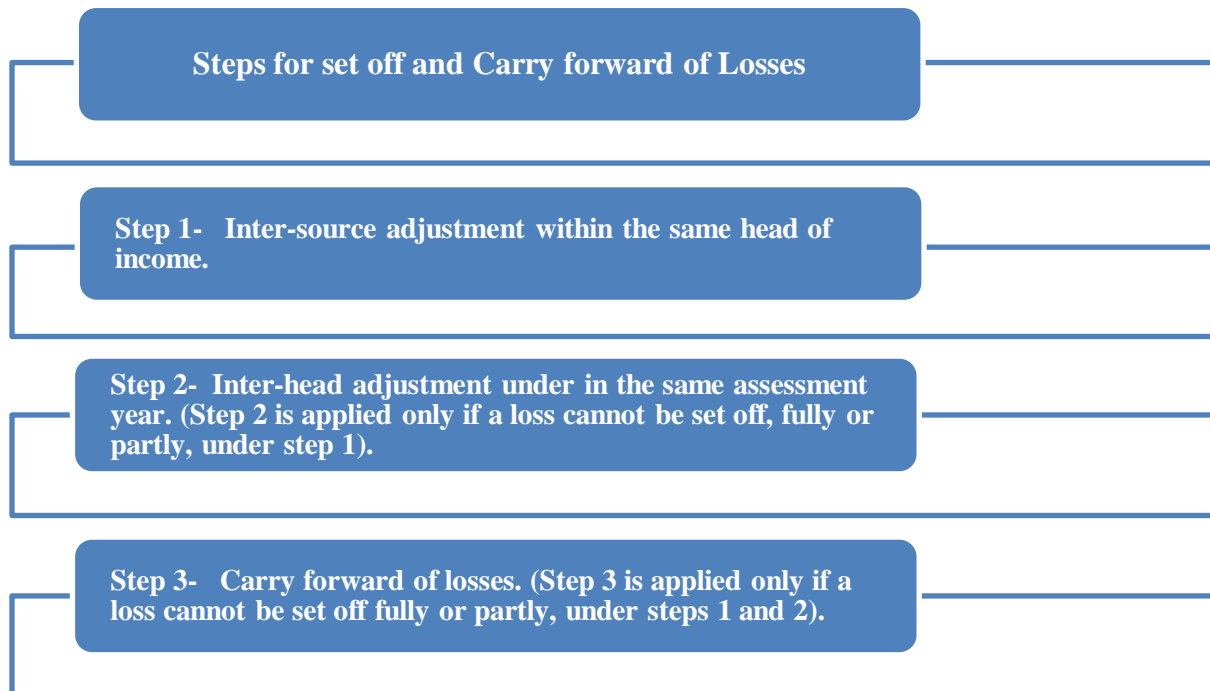 Steps for set off and Carry forward of Losses
Step 1- Inter-source adjustment within the same head of
income.
Step 2- Inter-head adjustment under in the same assessment
year. (Step 2 is applied only if a loss cannot be set off, fully or
partly, under step 1).
Step 3- Carry forward of losses. (Step 3 is applied only if a
loss cannot be set off fully or partly, under steps 1 and 2).